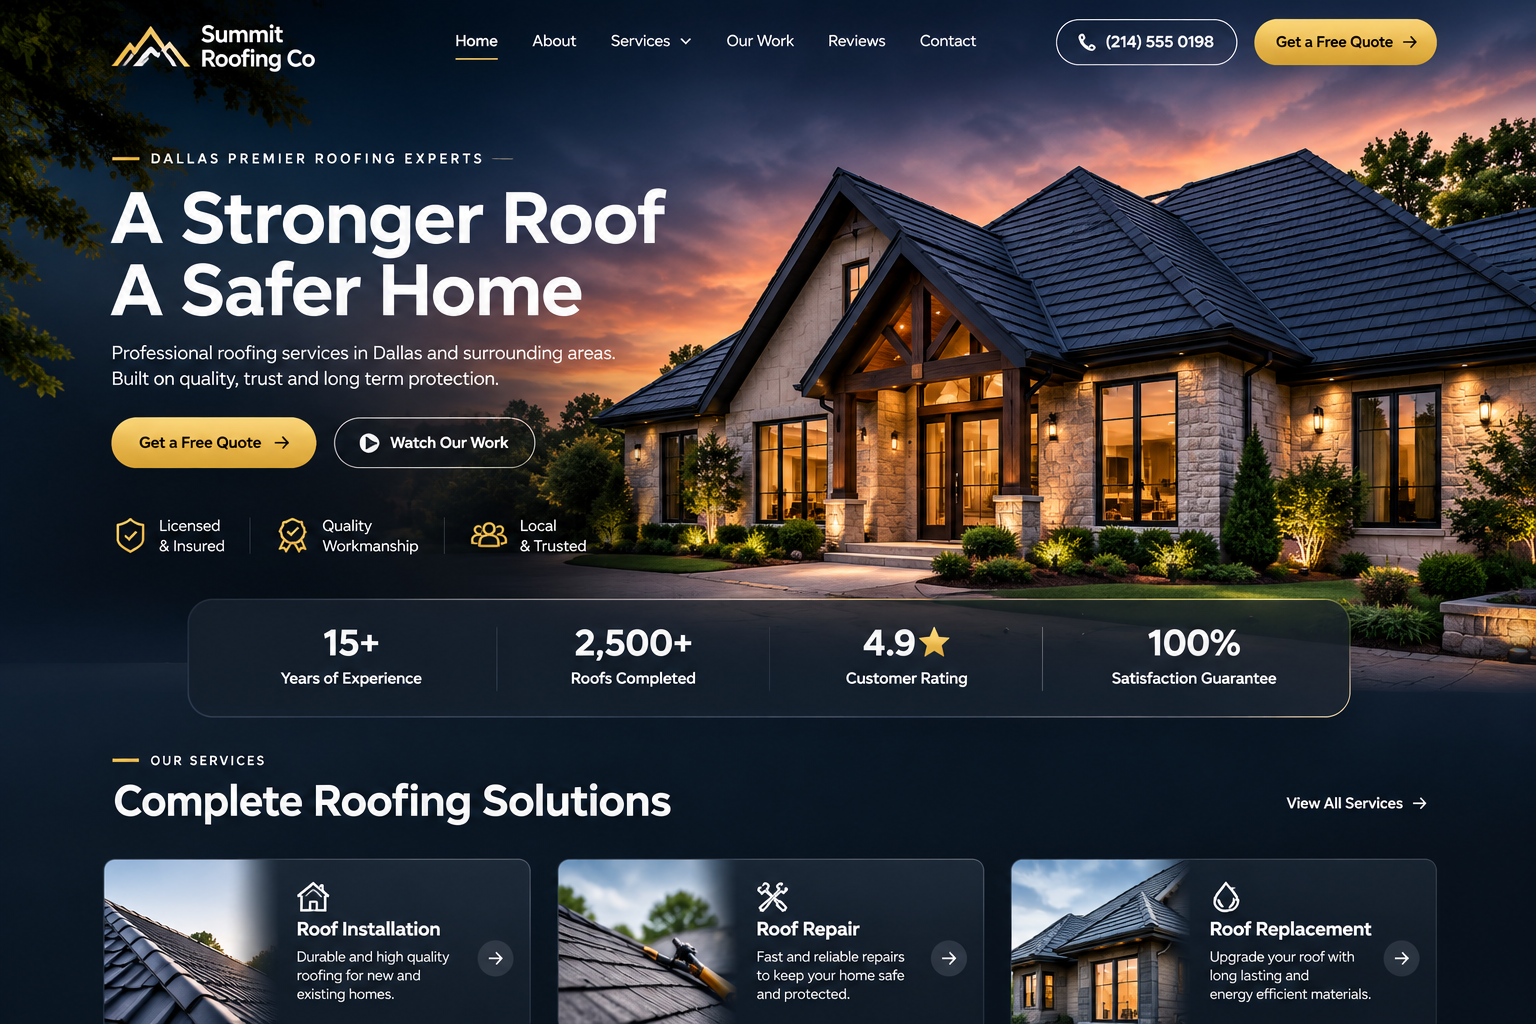 Summit
Roofing Co
Home
About
Services
Our Work
Reviews
Contact
(214) 555 0198
Get a Free Quote
DALLAS PREMIER ROOFING EXPERTS
A Stronger Roof
A Safer Home
Professional roofing services in Dallas and surrounding areas.
Built on quality, trust and long term protection.
Get a Free Quote
Watch Our Work
Licensed
& Insured
Quality
Workmanship
Local
& Trusted
15+
Years of Experience
2,500+
Roofs Completed
4.9
Customer Rating
100%
Satisfaction Guarantee
OUR SERVICES
Complete Roofing Solutions
View All Services
Roof Installation
Durable and high quality
roofing for new and
existing homes.
Roof Repair
Fast and reliable repairs
to keep your home safe
and protected.
Roof Replacement
Upgrade your roof with
long lasting and
energy efficient materials.